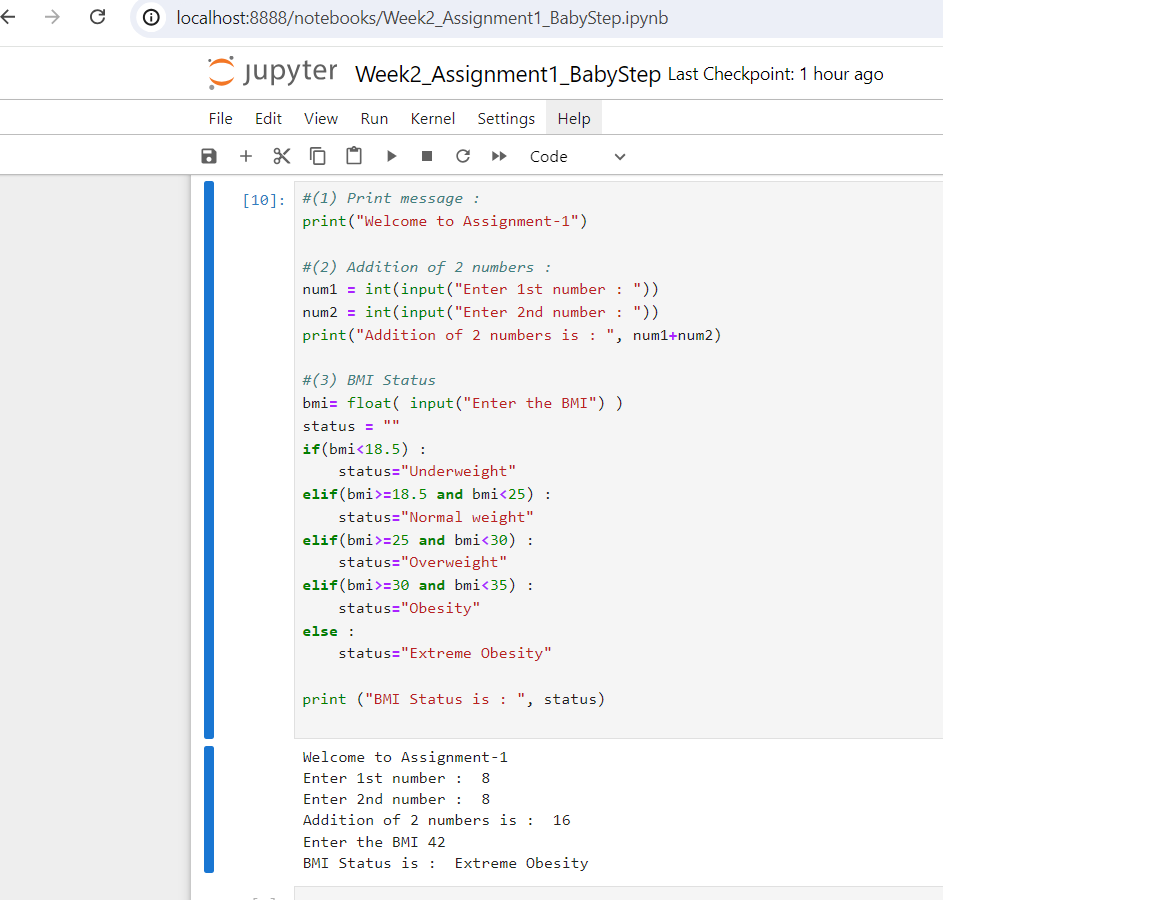 localhost:8888/notebooks/Week2_Assignment1_BabyStep.ipynb
jupyter Week2_Assignment1_BabyStep Last Checkpoint: 1 hour ago
File Edit View Run Kernel Settings Help
Code
[10]: #(1) Print message :
print("Welcome to Assignment-1")

#(2) Addition of 2 numbers :
num1 = int(input("Enter 1st number : "))
num2 = int(input("Enter 2nd number : "))
print("Addition of 2 numbers is : ", num1+num2)

#(3) BMI Status
bmi= float( input("Enter the BMI") )
status = ""
if(bmi<18.5) :
    status="Underweight"
elif(bmi>=18.5 and bmi<25) :
    status="Normal weight"
elif(bmi>=25 and bmi<30) :
    status="Overweight"
elif(bmi>=30 and bmi<35) :
    status="Obesity"
else :
    status="Extreme Obesity"

print ("BMI Status is : ", status)

Welcome to Assignment-1
Enter 1st number :  8
Enter 2nd number :  8
Addition of 2 numbers is :  16
Enter the BMI 42
BMI Status is :  Extreme Obesity